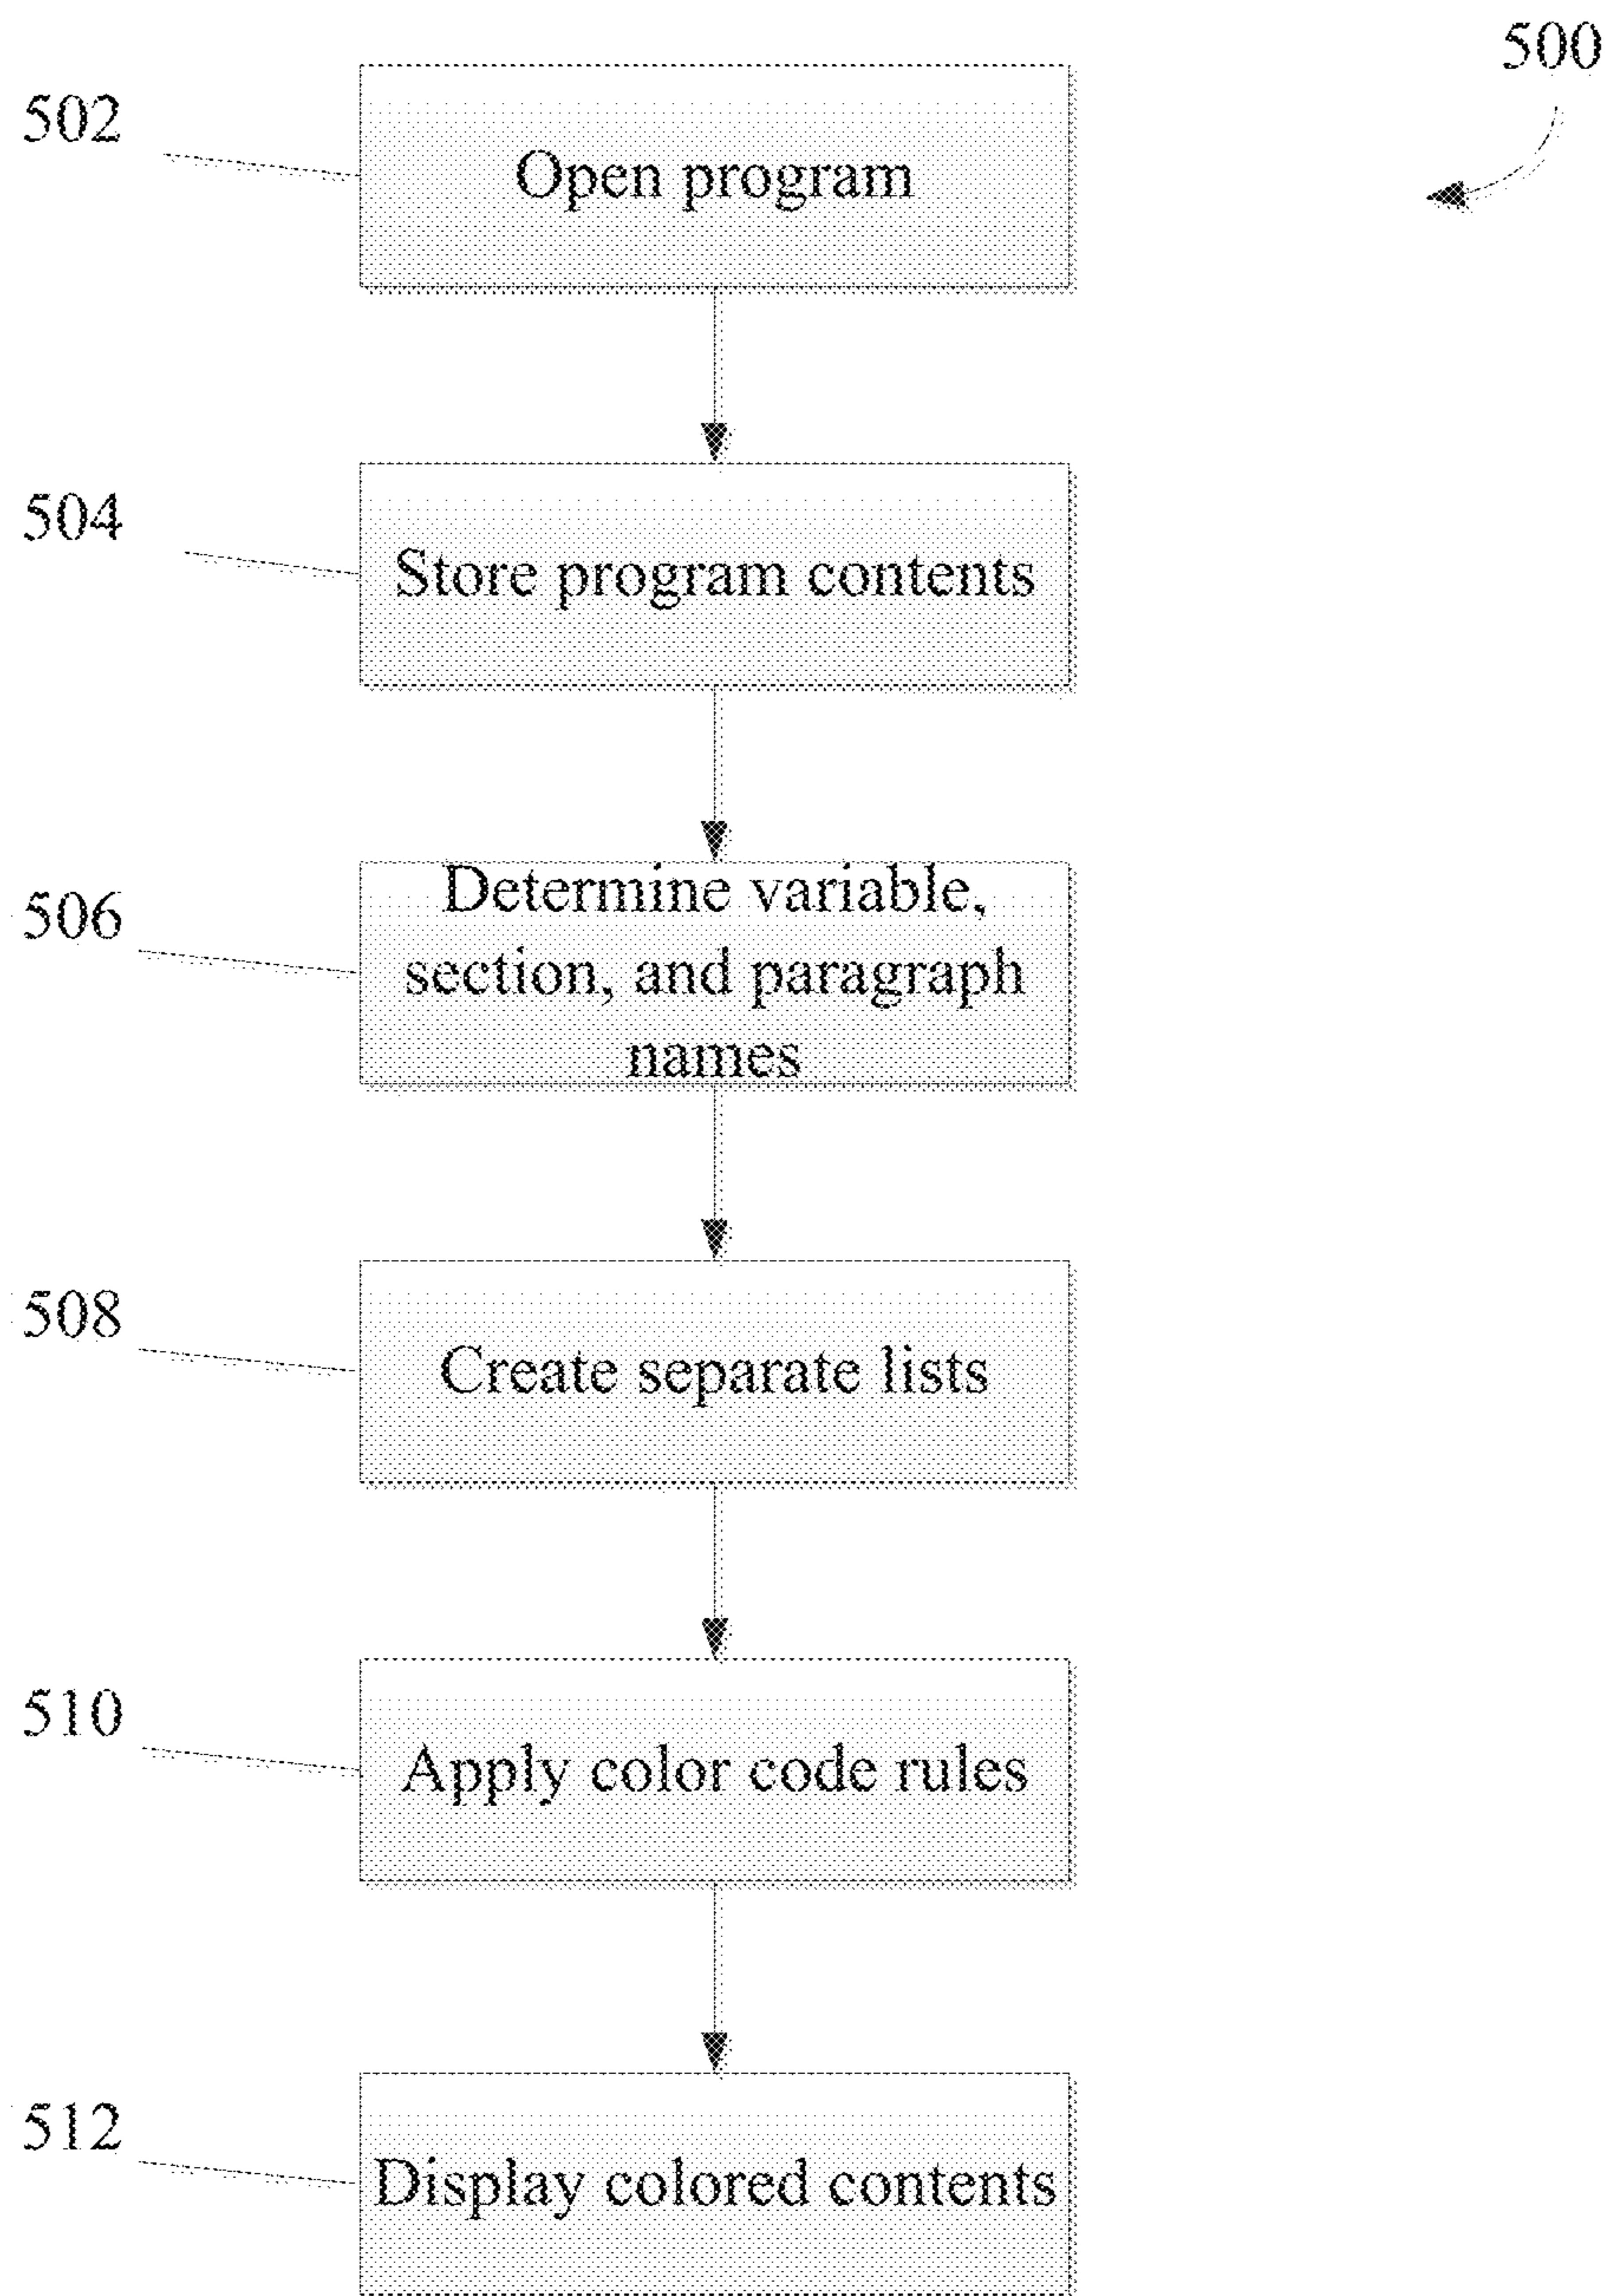 500
502
Open program
504
Store program contents
506
Determine variable,
section, and paragraph
names
508
Create separate lists
510
Apply color code rules
512
Display colored contents